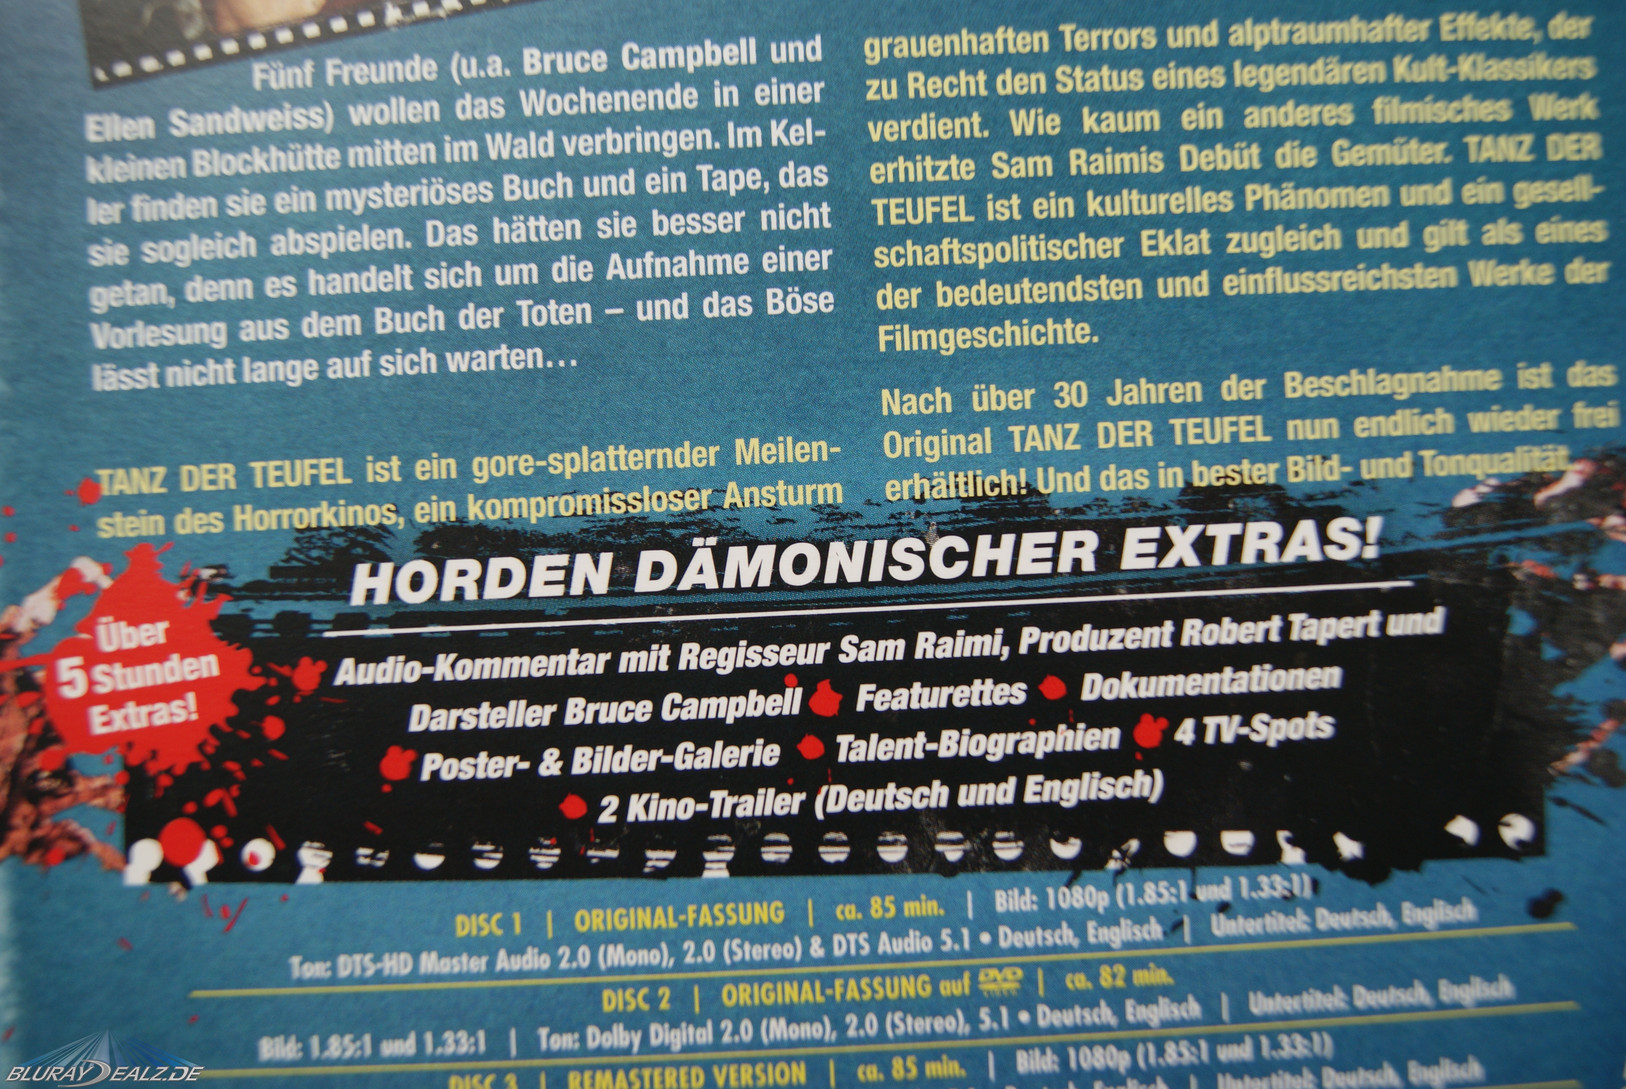 Fünf Freunde (u.a. Bruce Campbell und
Ellen Sandweiss) wollen das Wochenende in einer
kleinen Blockhütte mitten im Wald verbringen. Im Kel-
ler finden sie ein mysteriöses Buch und ein Tape, das
sie sogleich abspielen. Das hätten sie besser nicht
getan, denn es handelt sich um die Aufnahme einer
Vorlesung aus dem Buch der Toten – und das Böse
lässt nicht lange auf sich warten...
TANZ DER TEUFEL ist ein gore-splatternder Meilen-
stein des Horrorkinos, ein kompromissloser Ansturm
grauenhaften Terrors und alptraumhafter Effekte, der
zu Recht den Status eines legendären Kult-Klassikers
verdient. Wie kaum ein anderes filmisches Werk
erhitzte Sam Raimis Debüt die Gemüter. TANZ DER
TEUFEL ist ein kulturelles Phänomen und ein gesell-
schaftspolitischer Eklat zugleich und gilt als eines
der bedeutendsten und einflussreichsten Werke der
Filmgeschichte.
Nach über 30 Jahren der Beschlagnahme ist das
Original TANZ DER TEUFEL nun endlich wieder frei
erhältlich! Und das in bester Bild- und Tonqualität.
HORDEN DÄMONISCHER EXTRAS!
Über
5 Stunden
Extras!
Audio-Kommentar mit Regisseur Sam Raimi, Produzent Robert Tapert und
Darsteller Bruce Campbell Featurettes Dokumentationen
Poster- & Bilder-Galerie Talent-Biographien 4 TV-Spots
2 Kino-Trailer (Deutsch und Englisch)
DISC 1 | ORIGINAL-FASSUNG | ca. 85 min. | Bild: 1080p (1.85:1 und 1.33:1)
Ton: DTS-HD Master Audio 2.0 (Mono), 2.0 (Stereo) & DTS Audio 5.1 • Deutsch, Englisch | Untertitel: Deutsch, Englisch
DISC 2 | ORIGINAL-FASSUNG auf DVD | ca. 82 min.
Bild: 1.85:1 und 1.33:1 | Ton: Dolby Digital 2.0 (Mono), 2.0 (Stereo), 5.1 • Deutsch, Englisch | Untertitel: Deutsch, Englisch
DISC 3 | REMASTERED VERSION | ca. 85 min. | Bild: 1080p (1.85:1 und 1.33:1)
Untertitel: Deutsch, Englisch
BLURAYDEALZ.DE